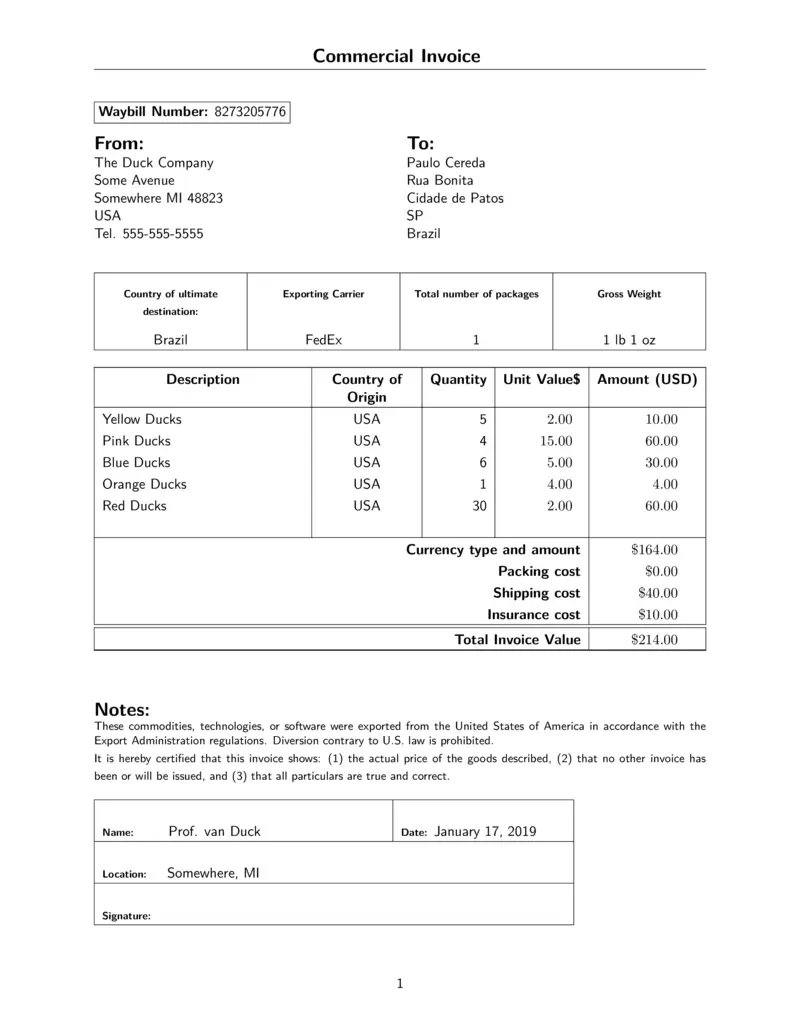 Commercial Invoice
Waybill Number: 8273205776
From:
The Duck Company
Some Avenue
Somewhere MI 48823
USA
Tel. 555-555-5555
To:
Paulo Cereda
Rua Bonita
Cidade de Patos
SP
Brazil
Country of ultimate
destination:
Brazil
Exporting Carrier
FedEx
Total number of packages
1
Gross Weight
1 lb 1 oz
Description Country of Origin Quantity Unit Value$ Amount (USD)
Yellow Ducks USA 5 2.00 10.00
Pink Ducks USA 4 15.00 60.00
Blue Ducks USA 6 5.00 30.00
Orange Ducks USA 1 4.00 4.00
Red Ducks USA 30 2.00 60.00
Currency type and amount $164.00
Packing cost $0.00
Shipping cost $40.00
Insurance cost $10.00
Total Invoice Value $214.00
Notes:
These commodities, technologies, or software were exported from the United States of America in accordance with the
Export Administration regulations. Diversion contrary to U.S. law is prohibited.
It is hereby certified that this invoice shows: (1) the actual price of the goods described, (2) that no other invoice has
been or will be issued, and (3) that all particulars are true and correct.
Name: Prof. van Duck Date: January 17, 2019
Location: Somewhere, MI
Signature:
1